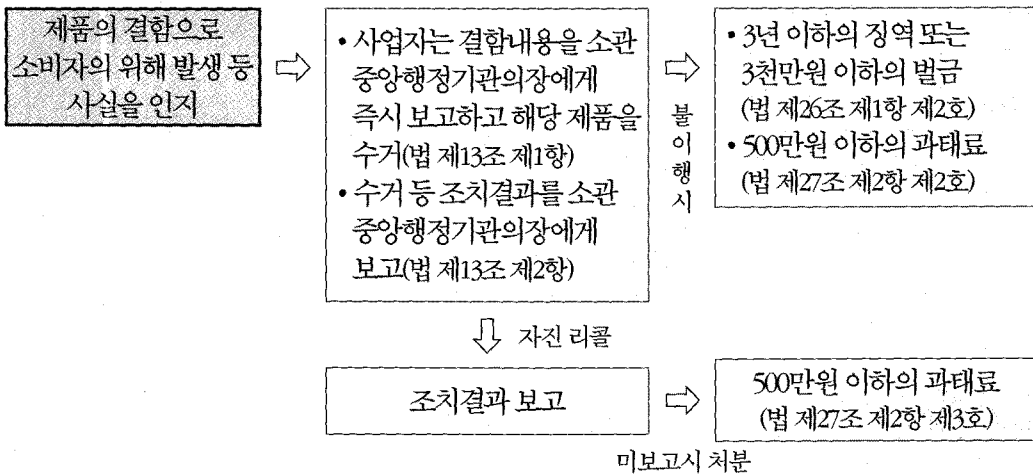 제품의 결함으로
소비자의 위해 발생 등
사실을 인지
• 사업자는 결함내용을 소관
중앙행정기관의장에게
즉시 보고하고 해당 제품을
수거(법 제13조 제1항)
• 수거 등 조치결과를 소관
중앙행정기관의장에게
보고(법 제13조 제2항)
불
이
행
시
• 3년 이하의 징역 또는
3천만원 이하의 벌금
(법 제26조 제1항 제2호)
• 500만원 이하의 과태료
(법 제27조 제2항 제2호)
자진 리콜
조치결과 보고
500만원 이하의 과태료
(법 제27조 제2항 제3호)
미보고시 처분